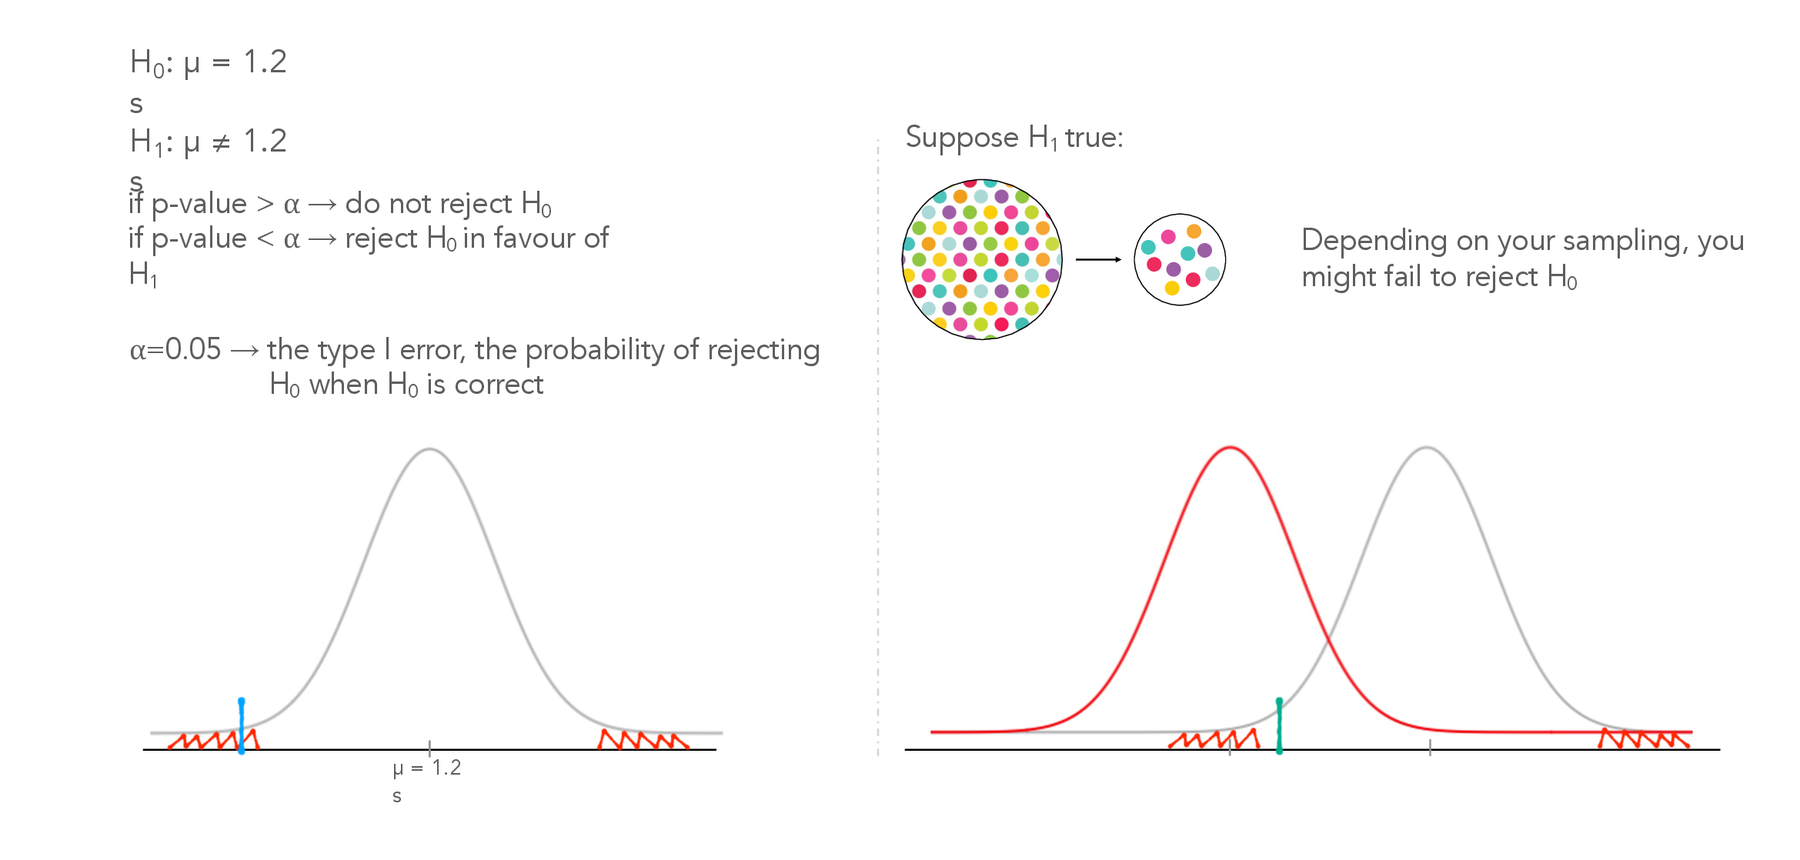 H₀: μ = 1.2
s
H₁: μ ≠ 1.2
s
if p-value > α → do not reject H₀
if p-value < α → reject H₀ in favour of
H₁
α=0.05 → the type I error, the probability of rejecting
H₀ when H₀ is correct
μ = 1.2
s
Suppose H₁ true:
Depending on your sampling, you
might fail to reject H₀